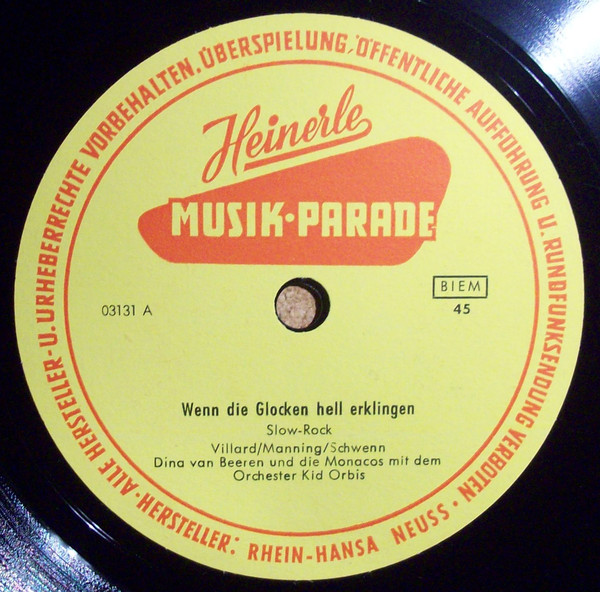 ·ALLE HERSTELLER- U. URHEBERRECHTE VORBEHALTEN. ÜBERSPIELUNG, ÖFFENTLICHE AUFFÜHRUNG U. RUNDFUNKSENDUNG VERBOTEN·
Heinerle
MUSIK·PARADE
BIEM
03131 A
45
Wenn die Glocken hell erklingen
Slow-Rock
Villard/Manning/Schwenn
Dina van Beeren und die Monacos mit dem
Orchester Kid Orbis
HERSTELLER: RHEIN-HANSA NEUSS